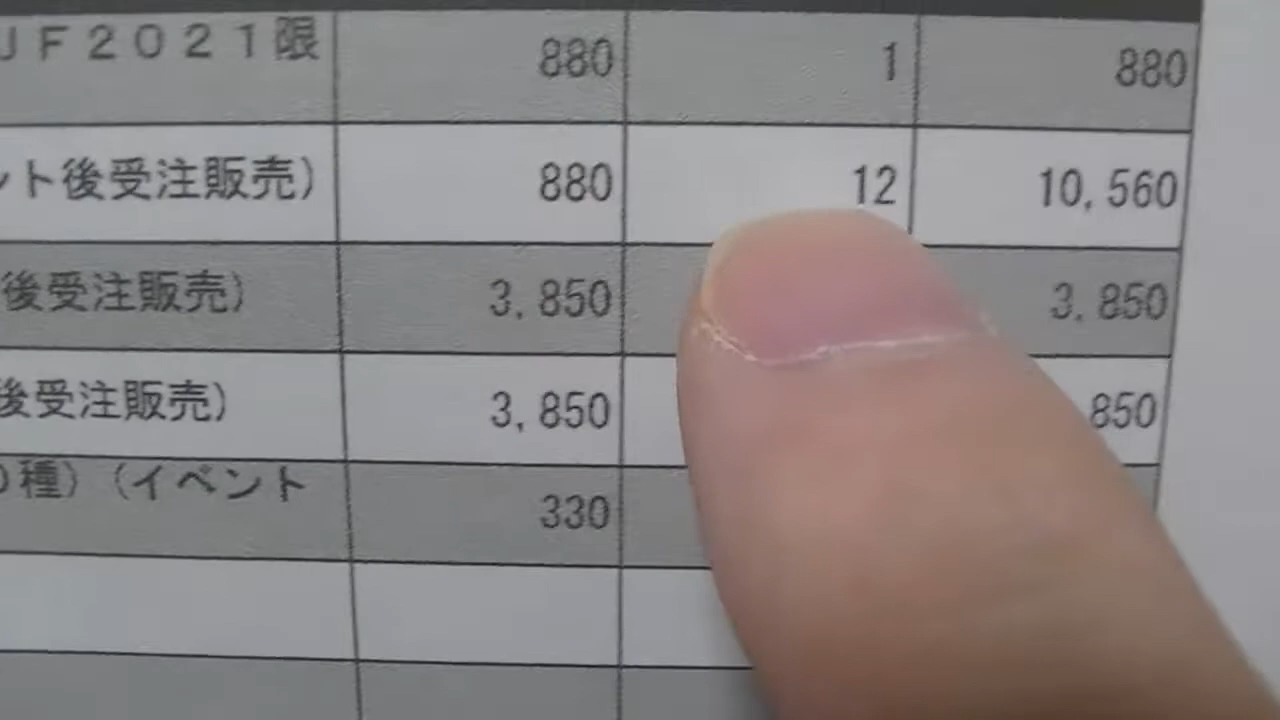 JF2021限 880 1 880
ント後受注販売) 880 12 10,560
後受注販売) 3,850 3,850
後受注販売) 3,850 850
種)(イベント 330